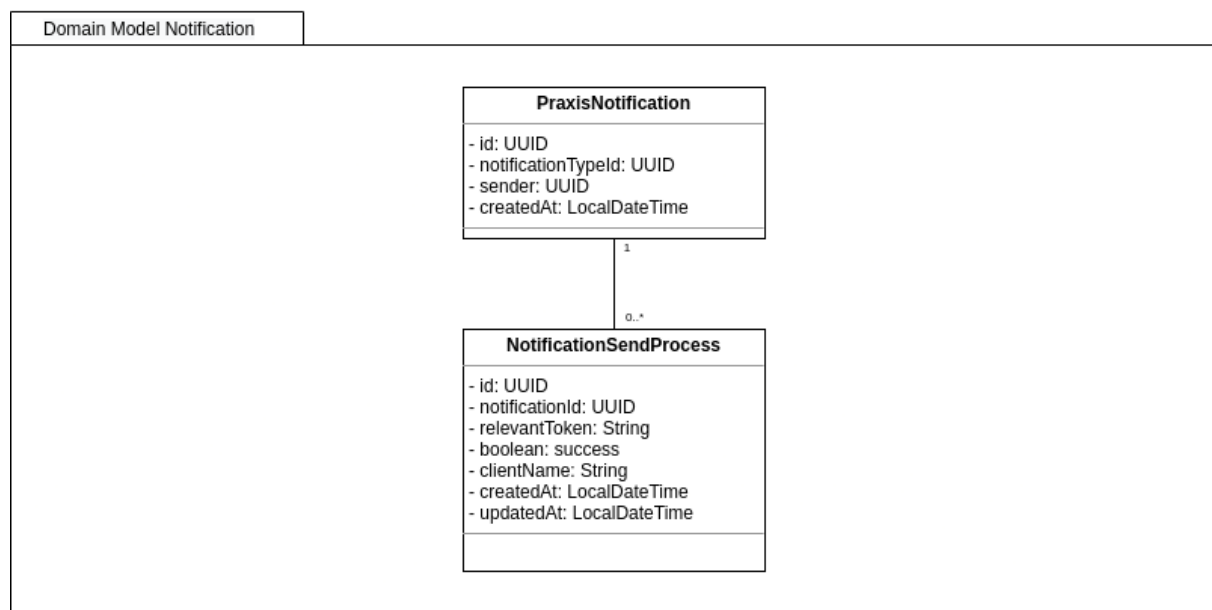 Domain Model Notification
PraxisNotification
- id: UUID
- notificationTypeId: UUID
- sender: UUID
- createdAt: LocalDateTime
1
0..*
NotificationSendProcess
- id: UUID
- notificationId: UUID
- relevantToken: String
- boolean: success
- clientName: String
- createdAt: LocalDateTime
- updatedAt: LocalDateTime